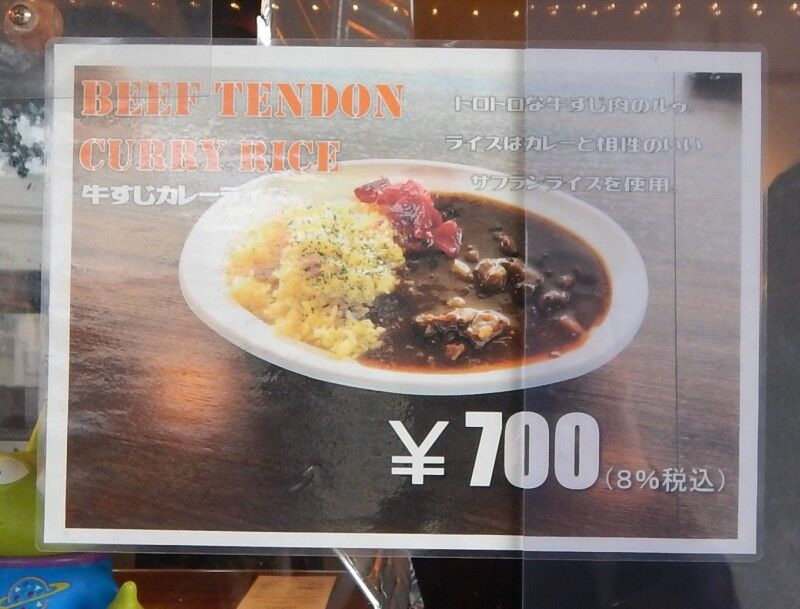 BEEF TENDON
CURRY RICE
牛すじカレーライス
トロトロな牛すじ肉のルゥ。
ライスはカレーと相性のいい
サフランライスを使用。
¥700(8%税込)